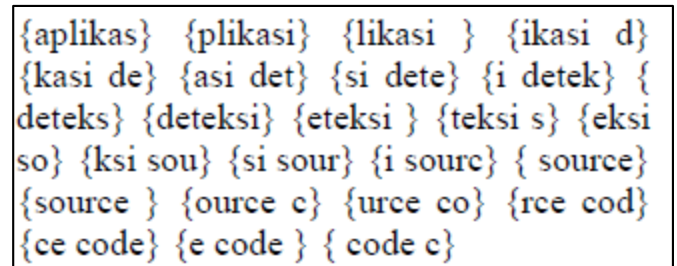 {aplikas} {plikasi} {likasi } {ikasi d}
{kasi de} {asi det} {si dete} {i detek} {
deteks} {deteksi} {eteksi } {teksi s} {eksi
so} {ksi sou} {si sour} {i sourc} { source}
{source } {ource c} {urce co} {rce cod}
{ce code} {e code } { code c}